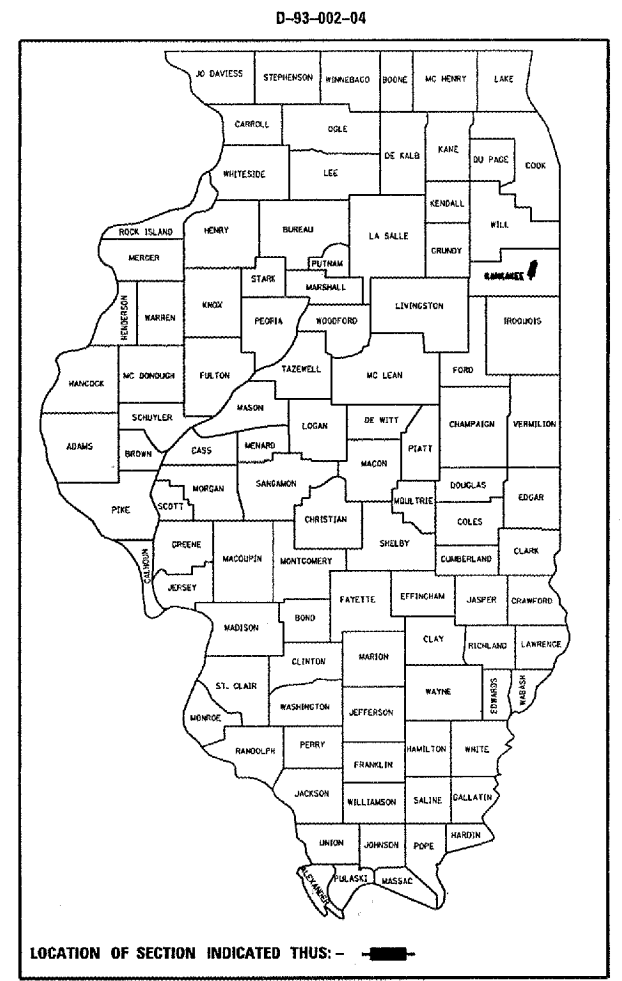 D-93-002-04
JO DAVIESS
STEPHENSON
WINNEBAGO
BOONE
MC HENRY
LAKE
CARROLL
OGLE
DE KALB
KANE
DU PAGE
COOK
WHITESIDE
LEE
KENDALL
WILL
ROCK ISLAND
HENRY
BUREAU
LA SALLE
GRUNDY
MERCER
PUTNAM
KANKAKEE
STARK
MARSHALL
HENDERSON
WARREN
KNOX
PEORIA
WOODFORD
LIVINGSTON
IROQUOIS
HANCOCK
MC DONOUGH
FULTON
TAZEWELL
MC LEAN
FORD
SCHUYLER
MASON
LOGAN
DE WITT
CHAMPAIGN
VERMILION
ADAMS
BROWN
CASS
MENARD
MACON
PIATT
PIKE
SCOTT
MORGAN
SANGAMON
CHRISTIAN
MOULTRIE
DOUGLAS
EDGAR
COLES
SHELBY
CALHOUN
GREENE
MACOUPIN
MONTGOMERY
CUMBERLAND
CLARK
JERSEY
FAYETTE
EFFINGHAM
JASPER
CRAWFORD
MADISON
BOND
CLAY
RICHLAND
LAWRENCE
CLINTON
MARION
ST. CLAIR
WAYNE
EDWARDS
WABASH
MONROE
WASHINGTON
JEFFERSON
RANDOLPH
PERRY
HAMILTON
WHITE
FRANKLIN
JACKSON
WILLIAMSON
SALINE
GALLATIN
UNION
JOHNSON
POPE
HARDIN
ALEXANDER
PULASKI
MASSAC
LOCATION OF SECTION INDICATED THUS: -